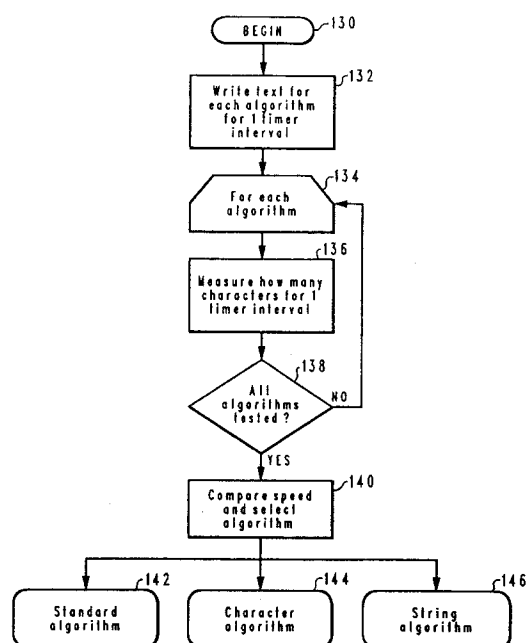 BEGIN
130
132
Write text for
each algorithm
for 1 timer
interval
134
For each
algorithm
136
Measure how many
characters for 1
timer interval
138
All
algorithms
tested ?
NO
YES
140
Compare speed
and select
algorithm
142
144
146
Standard
algorithm
Character
algorithm
String
algorithm